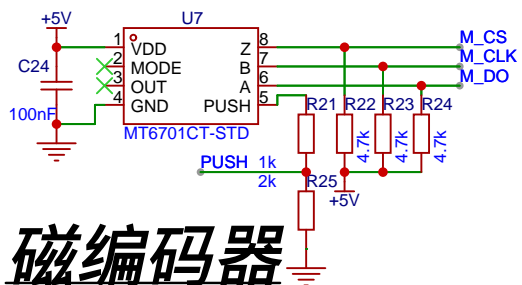 +5V
U7
C24
100nF
1 VDD
2 MODE
3 OUT
4 GND
Z 8
B 7
A 6
PUSH 5
MT6701CT-STD
M_CS
M_CLK
M_DO
R21
R22
R23
R24
4.7k
4.7k
4.7k
PUSH
1k
2k
R25
+5V
磁编码器